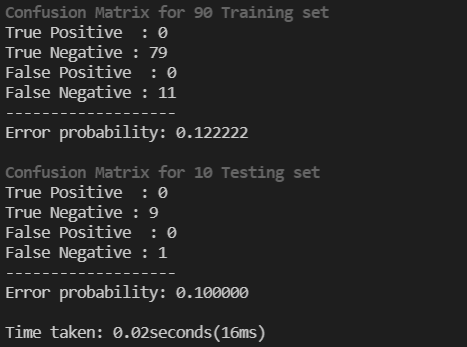 Confusion Matrix for 90 Training set
True Positive  : 0
True Negative : 79
False Positive  : 0
False Negative : 11
-------------------
Error probability: 0.122222

Confusion Matrix for 10 Testing set
True Positive  : 0
True Negative : 9
False Positive  : 0
False Negative : 1
-------------------
Error probability: 0.100000

Time taken: 0.02seconds(16ms)